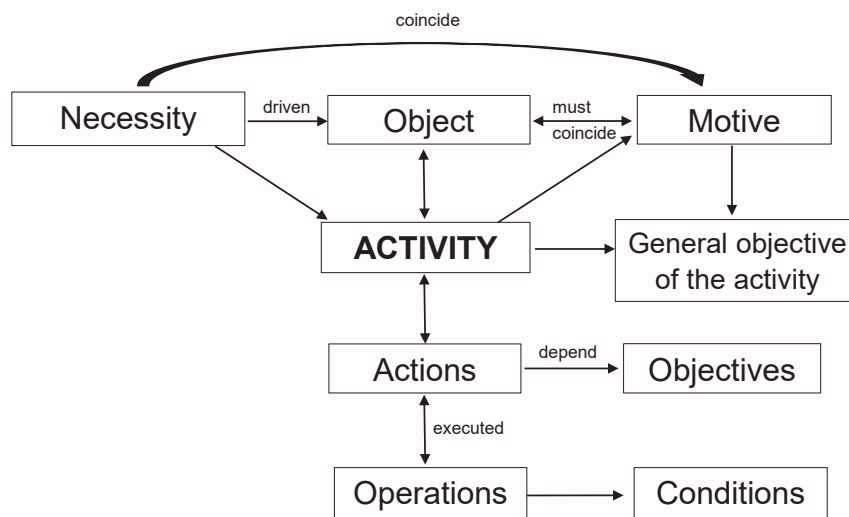 coincide
Necessity
driven
Object
must
coincide
Motive
ACTIVITY
General objective
of the activity
Actions
depend
Objectives
executed
Operations
Conditions